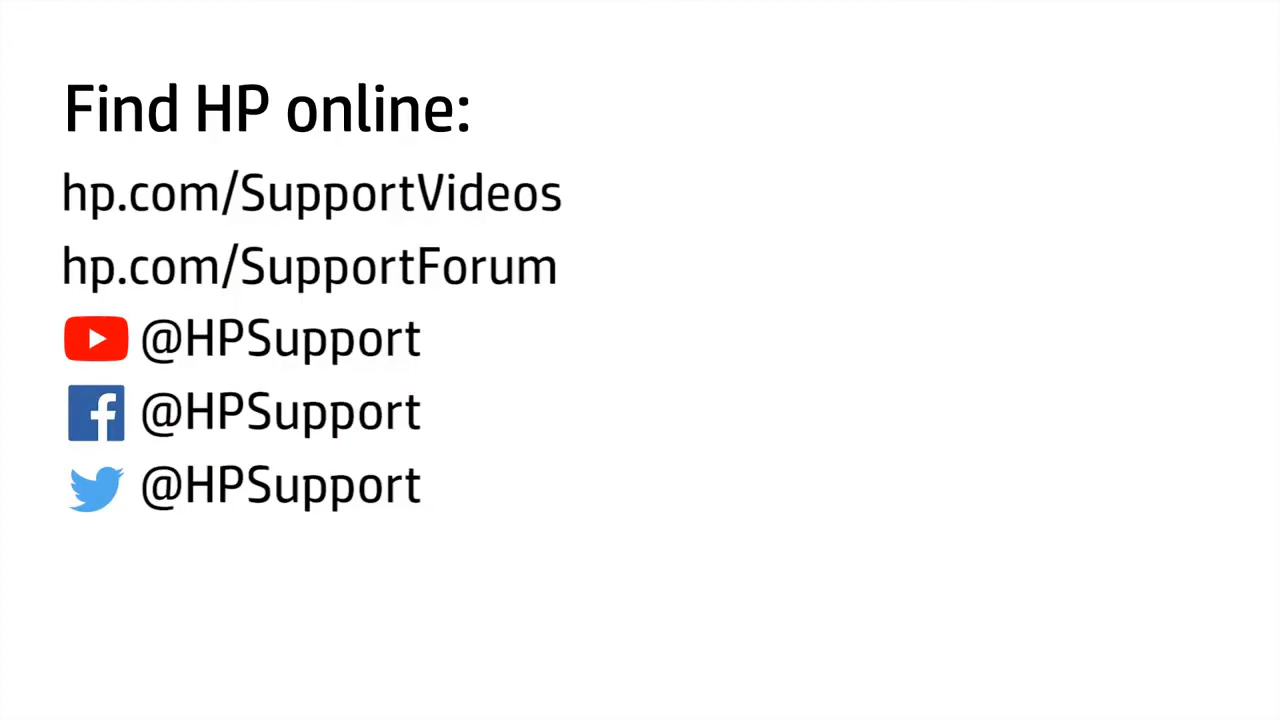 Find HP online:
hp.com/SupportVideos
hp.com/SupportForum
@HPSupport
@HPSupport
@HPSupport